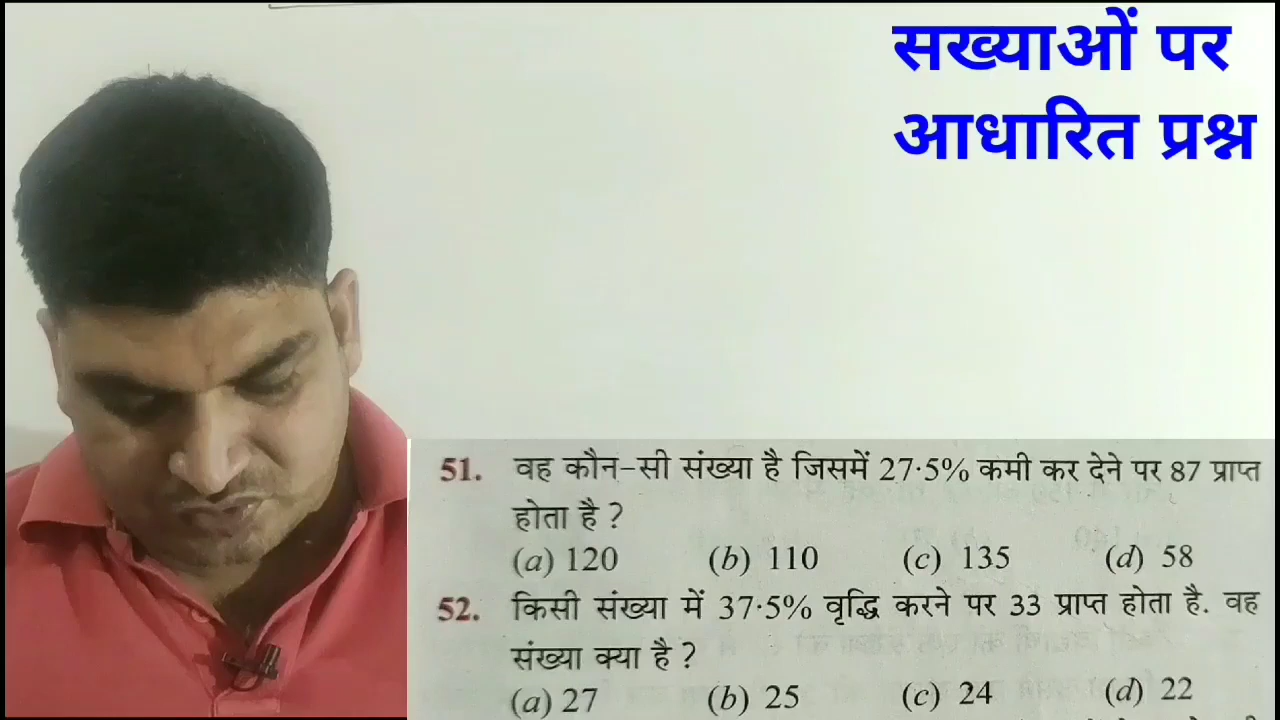 सख्याओं पर
आधारित प्रश्न
51. वह कौन-सी संख्या है जिसमें 27·5% कमी कर देने पर 87 प्राप्त
होता है ?
(a) 120 (b) 110 (c) 135 (d) 58
52. किसी संख्या में 37·5% वृद्धि करने पर 33 प्राप्त होता है. वह
संख्या क्या है ?
(a) 27 (b) 25 (c) 24 (d) 22